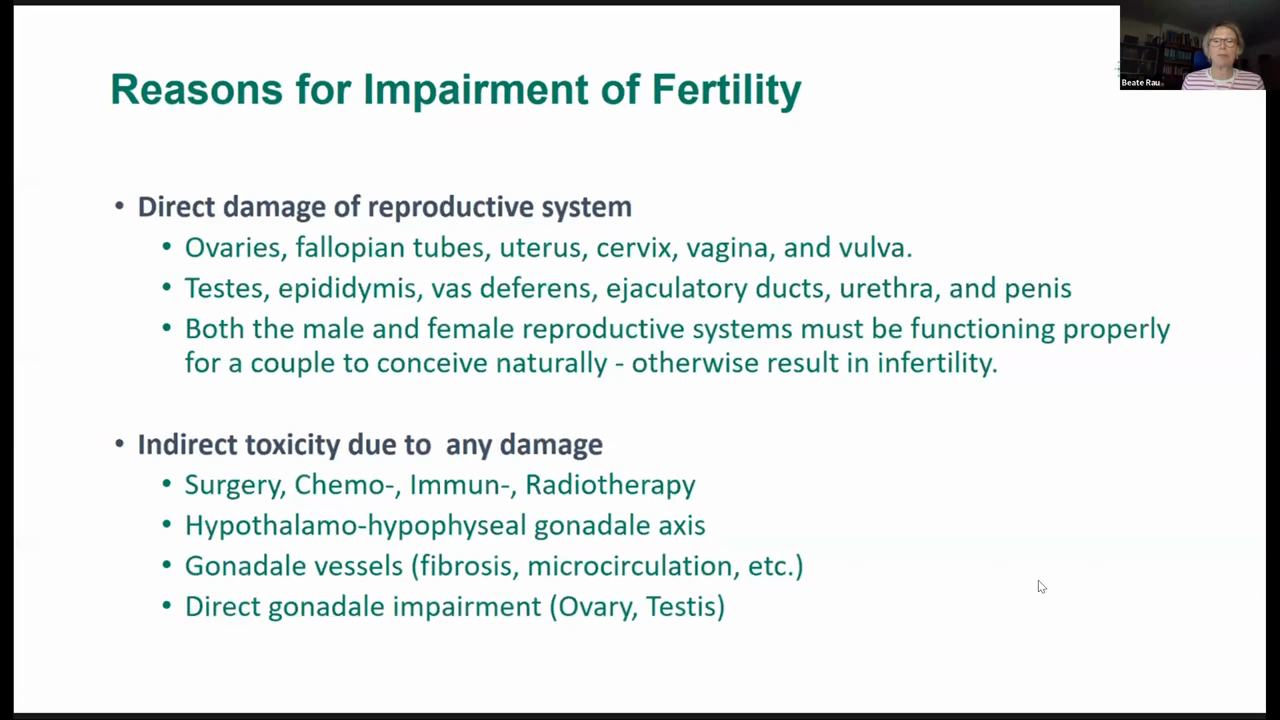 Reasons for Impairment of Fertility
Beate Rau
• Direct damage of reproductive system
• Ovaries, fallopian tubes, uterus, cervix, vagina, and vulva.
• Testes, epididymis, vas deferens, ejaculatory ducts, urethra, and penis
• Both the male and female reproductive systems must be functioning properly
for a couple to conceive naturally - otherwise result in infertility.
• Indirect toxicity due to any damage
• Surgery, Chemo-, Immun-, Radiotherapy
• Hypothalamo-hypophyseal gonadale axis
• Gonadale vessels (fibrosis, microcirculation, etc.)
• Direct gonadale impairment (Ovary, Testis)